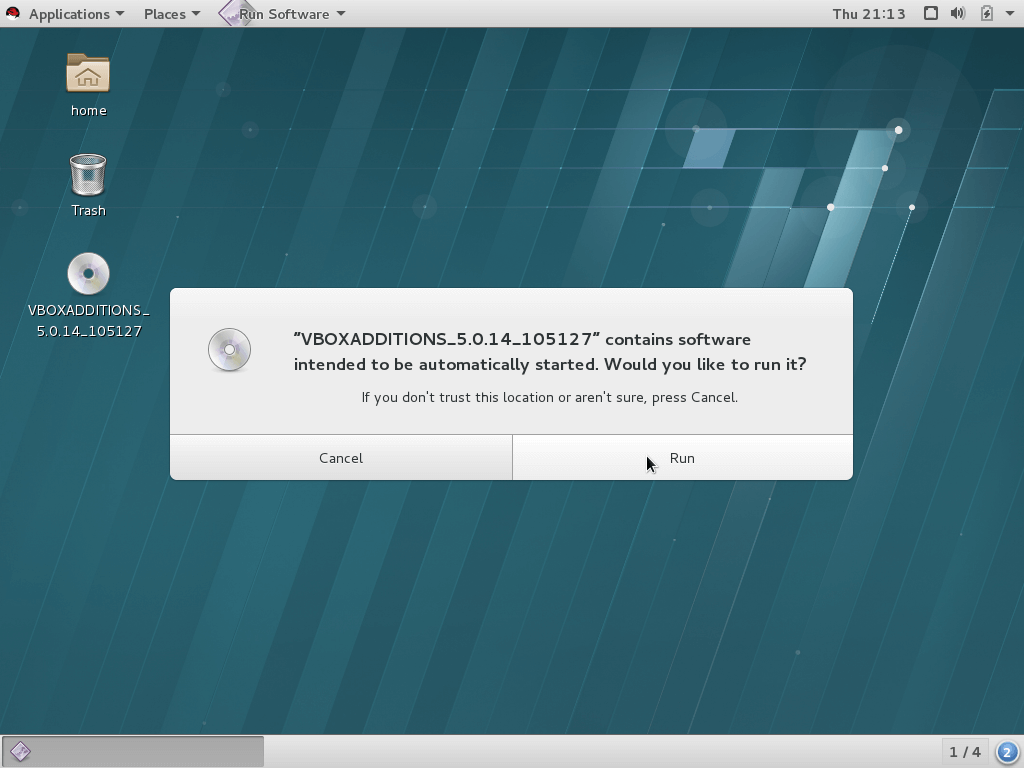 Applications Places Run Software Thu 21:13
home
Trash
VBOXADDITIONS_
5.0.14_105127
"VBOXADDITIONS_5.0.14_105127" contains software
intended to be automatically started. Would you like to run it?
If you don't trust this location or aren't sure, press Cancel.
Cancel Run
1 / 4 2